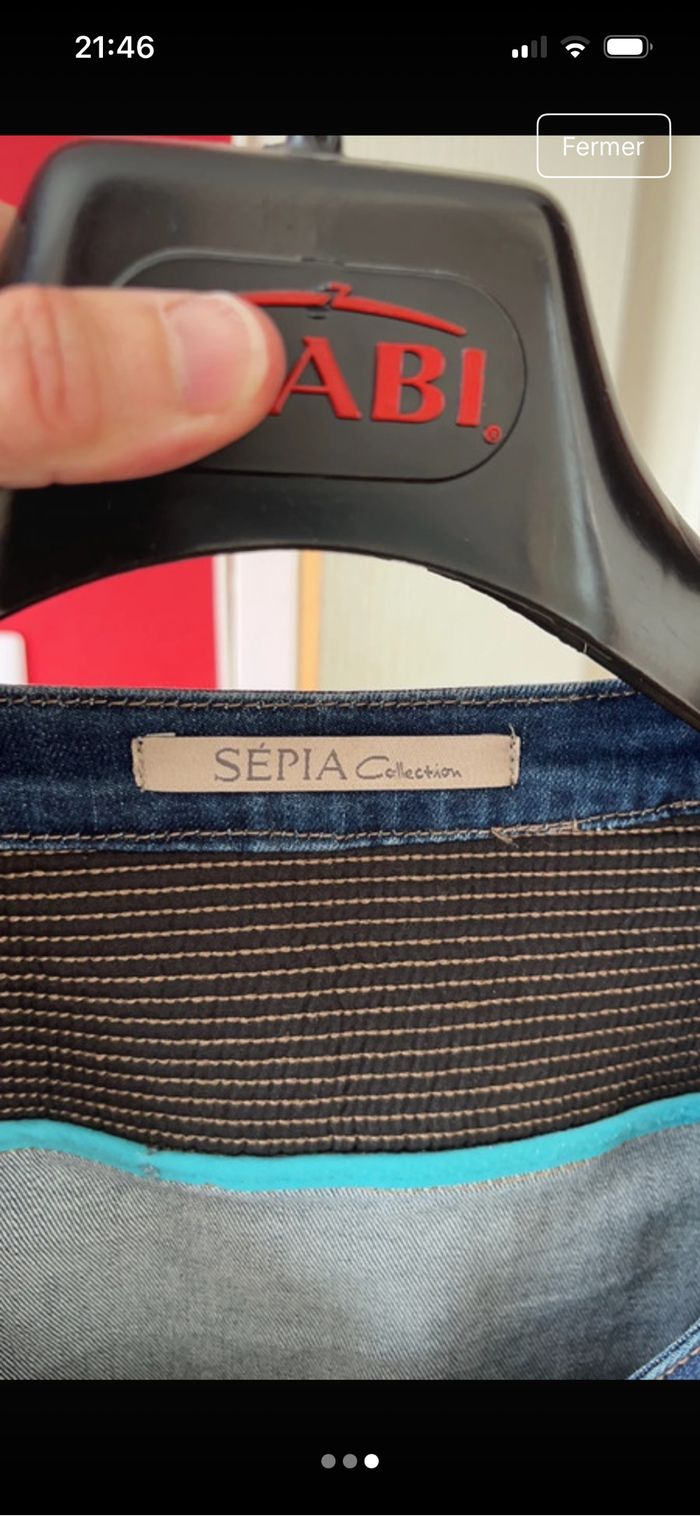 21:46
Fermer
ABI
®
SÉPIA Collection